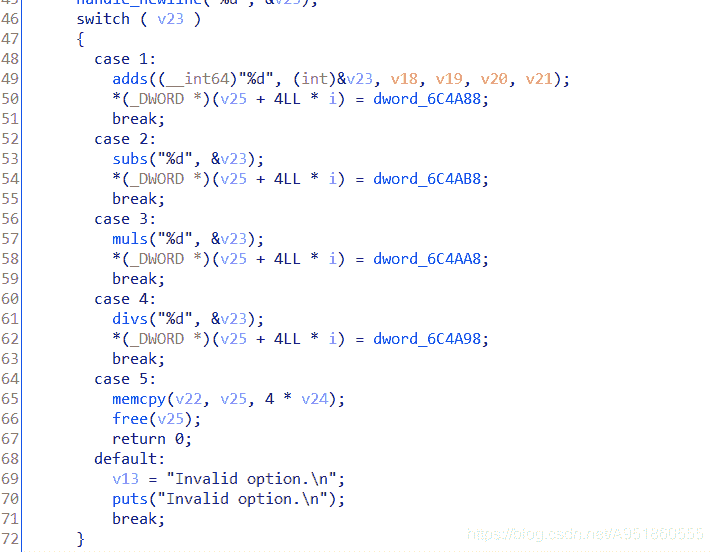 45 handle_newline("%d", &v23);
46 switch ( v23 )
47 {
48 case 1:
49 adds((__int64)"%d", (int)&v23, v18, v19, v20, v21);
50 *(_DWORD *)(v25 + 4LL * i) = dword_6C4A88;
51 break;
52 case 2:
53 subs("%d", &v23);
54 *(_DWORD *)(v25 + 4LL * i) = dword_6C4AB8;
55 break;
56 case 3:
57 muls("%d", &v23);
58 *(_DWORD *)(v25 + 4LL * i) = dword_6C4AA8;
59 break;
60 case 4:
61 divs("%d", &v23);
62 *(_DWORD *)(v25 + 4LL * i) = dword_6C4A98;
63 break;
64 case 5:
65 memcpy(v22, v25, 4 * v24);
66 free(v25);
67 return 0;
68 default:
69 v13 = "Invalid option.\n";
70 puts("Invalid option.\n");
71 break;
72 }
https://blog.csdn.net/A951860555